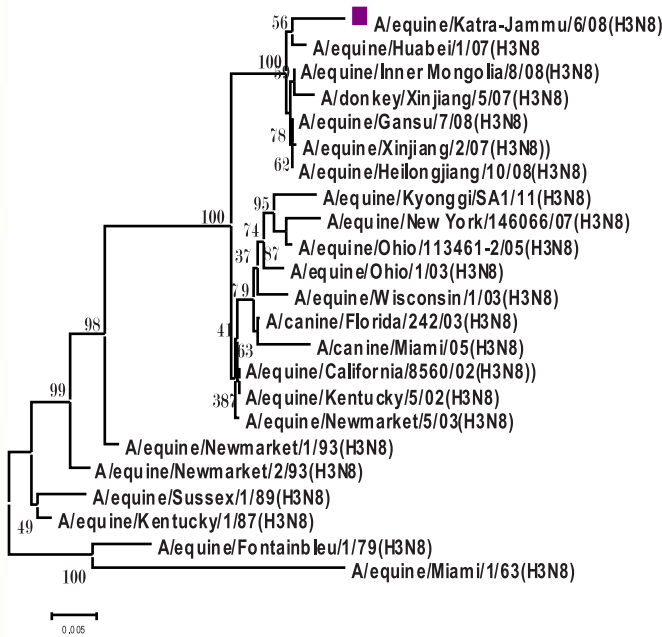 56
A/equine/Katra-Jammu/6/08(H3N8)
A/equine/Huabei/1/07(H3N8
100
A/equine/Inner Mongolia/8/08(H3N8)
A/donkey/Xinjiang/5/07(H3N8)
A/equine/Gansu/7/08(H3N8)
78
A/equine/Xinjiang/2/07(H3N8))
62
A/equine/Heilongjiang/10/08(H3N8)
95
A/equine/Kyonggi/SA1/11(H3N8)
100
A/equine/New York/146066/07(H3N8)
74
A/equine/Ohio/113461-2/05(H3N8)
37
87
A/equine/Ohio/1/03(H3N8)
79
A/equine/Wisconsin/1/03(H3N8)
98
A/canine/Florida/242/03(H3N8)
41
63
A/canine/Miami/05(H3N8)
A/equine/California/8560/02(H3N8))
99
387
A/equine/Kentucky/5/02(H3N8)
A/equine/Newmarket/5/03(H3N8)
A/equine/Newmarket/1/93(H3N8)
A/equine/Newmarket/2/93(H3N8)
A/equine/Sussex/1/89(H3N8)
49
A/equine/Kentucky/1/87(H3N8)
A/equine/Fontainbleu/1/79(H3N8)
100
A/equine/Miami/1/63(H3N8)
0.005